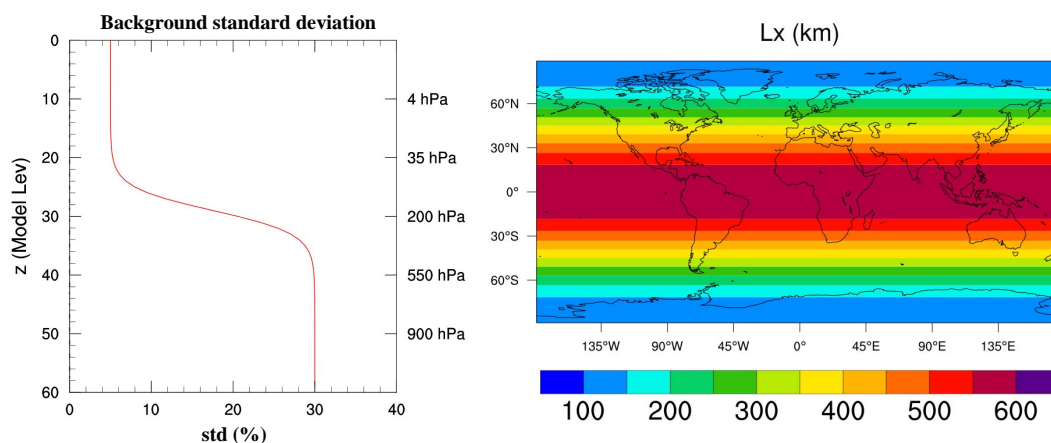 Background standard deviation
0
10
20
30
40
50
60
z (Model Lev)
4 hPa
35 hPa
200 hPa
550 hPa
900 hPa
0 10 20 30 40
std (%)
Lx (km)
60°N
30°N
0°
30°S
60°S
135°W 90°W 45°W 0° 45°E 90°E 135°E
100 200 300 400 500 600